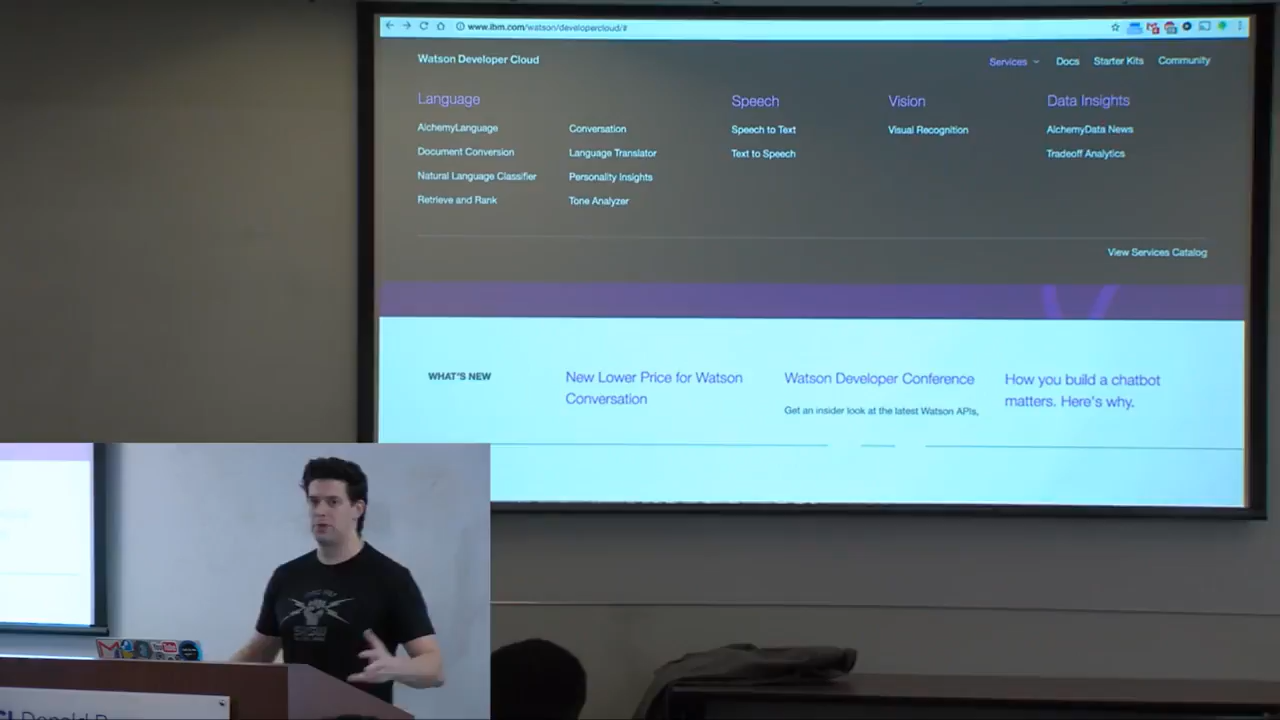 www.ibm.com/watson/developercloud/#
Watson Developer Cloud
Services
Docs
Starter Kits
Community
Language
AlchemyLanguage
Document Conversion
Natural Language Classifier
Retrieve and Rank
Conversation
Language Translator
Personality Insights
Tone Analyzer
Speech
Speech to Text
Text to Speech
Vision
Visual Recognition
Data Insights
AlchemyData News
Tradeoff Analytics
View Services Catalog
WHAT'S NEW
New Lower Price for Watson
Conversation
Watson Developer Conference
Get an insider look at the latest Watson APIs,
How you build a chatbot
matters. Here's why.
YouTube
Donald